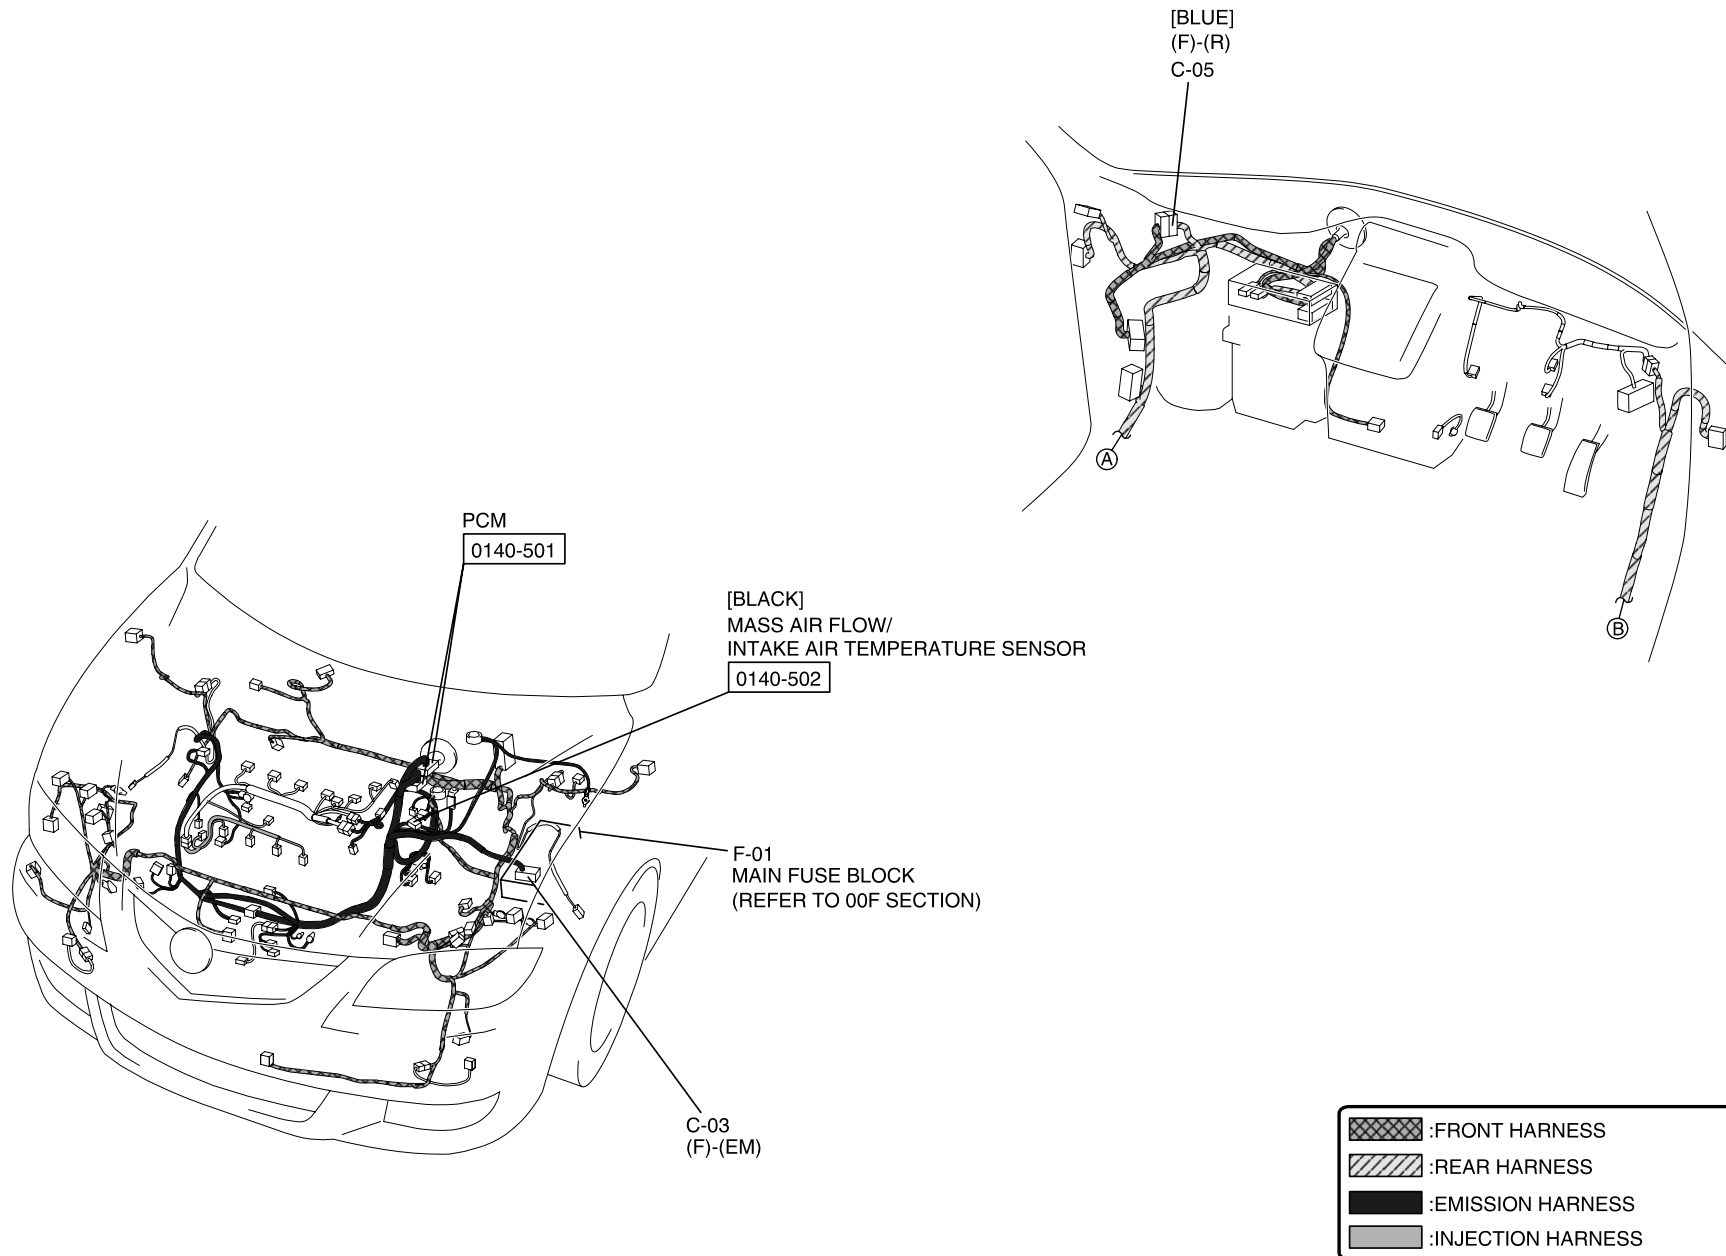 [BLUE]
(F)-(R)
C-05
A
B
PCM
0140-501
[BLACK]
MASS AIR FLOW/
INTAKE AIR TEMPERATURE SENSOR
0140-502
F-01
MAIN FUSE BLOCK
(REFER TO 00F SECTION)
C-03
(F)-(EM)
:FRONT HARNESS
:REAR HARNESS
:EMISSION HARNESS
:INJECTION HARNESS